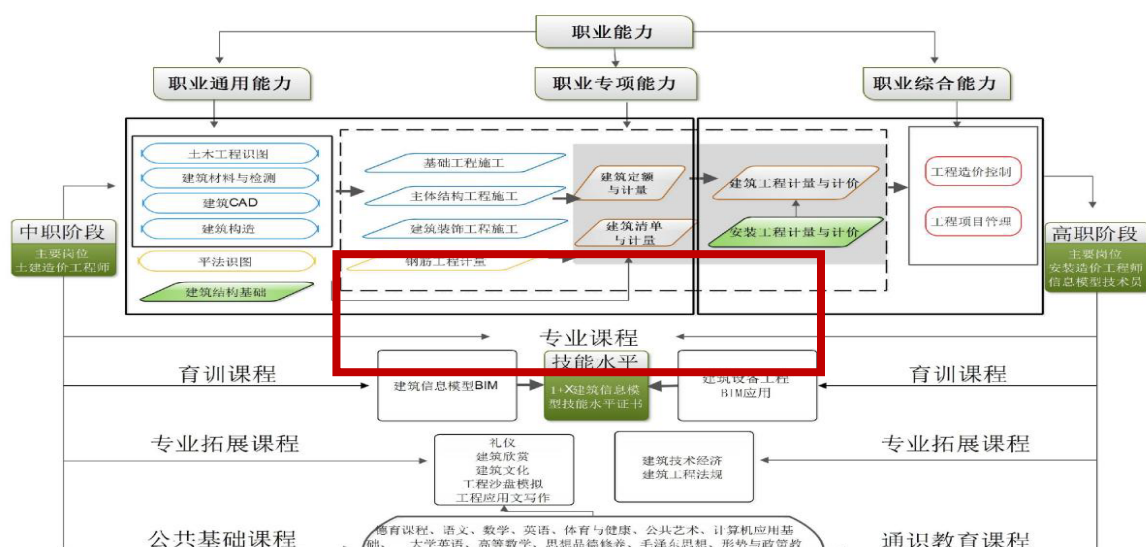 职业能力
职业通用能力
职业专项能力
职业综合能力
土木工程识图
建筑材料与检测
建筑CAD
建筑构造
平法识图
建筑结构基础
基础工程施工
主体结构工程施工
建筑装饰工程施工
钢筋工程计量
建筑定额
与计量
建筑清单
与计量
建筑工程计量与计价
安装工程计量与计价
工程造价控制
工程项目管理
中职阶段
主要岗位
土建造价工程师
高职阶段
主要岗位
安装造价工程师
信息模型技术员
专业课程
育训课程
建筑信息模型BIM
技能水平
1+X建筑信息模
型技能水平证书
建筑设备工程
BIM应用
育训课程
专业拓展课程
礼仪
建筑欣赏
建筑文化
工程沙盘模拟
工程应用文写作
建筑技术经济
建筑工程法规
专业拓展课程
公共基础课程
德育课程、语文、数学、英语、体育与健康、公共艺术、计算机应用基
础、大学英语、高等数学、思想品德修养、毛泽东思想、形势与政策教
通识教育课程